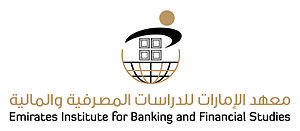 معهد الإمارات للدراسات المصرفية والمالية
Emirates Institute for Banking and Financial Studies